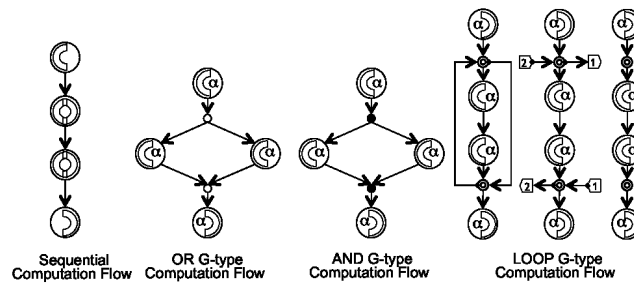 α α α α
2 1
α α α α α α α
α α α α
2 1
α α α α α
Sequential
Computation Flow
OR G-type
Computation Flow
AND G-type
Computation Flow
LOOP G-type
Computation Flow